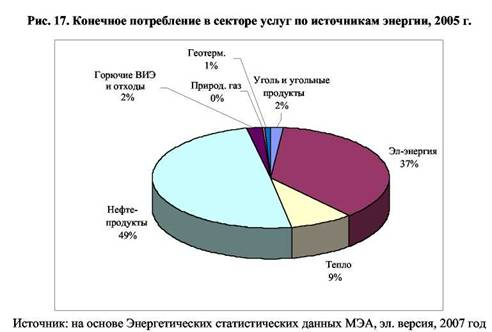 Рис. 17. Конечное потребление в секторе услуг по источникам энергии, 2005 г.
Геотерм.
1%
Горючие ВИЭ
и отходы
2%
Природ. газ
0%
Уголь и угольные
продукты
2%
Эл-энергия
37%
Нефте-
продукты
49%
Тепло
9%
Источник: на основе Энергетических статистических данных МЭА, эл. версия, 2007 год